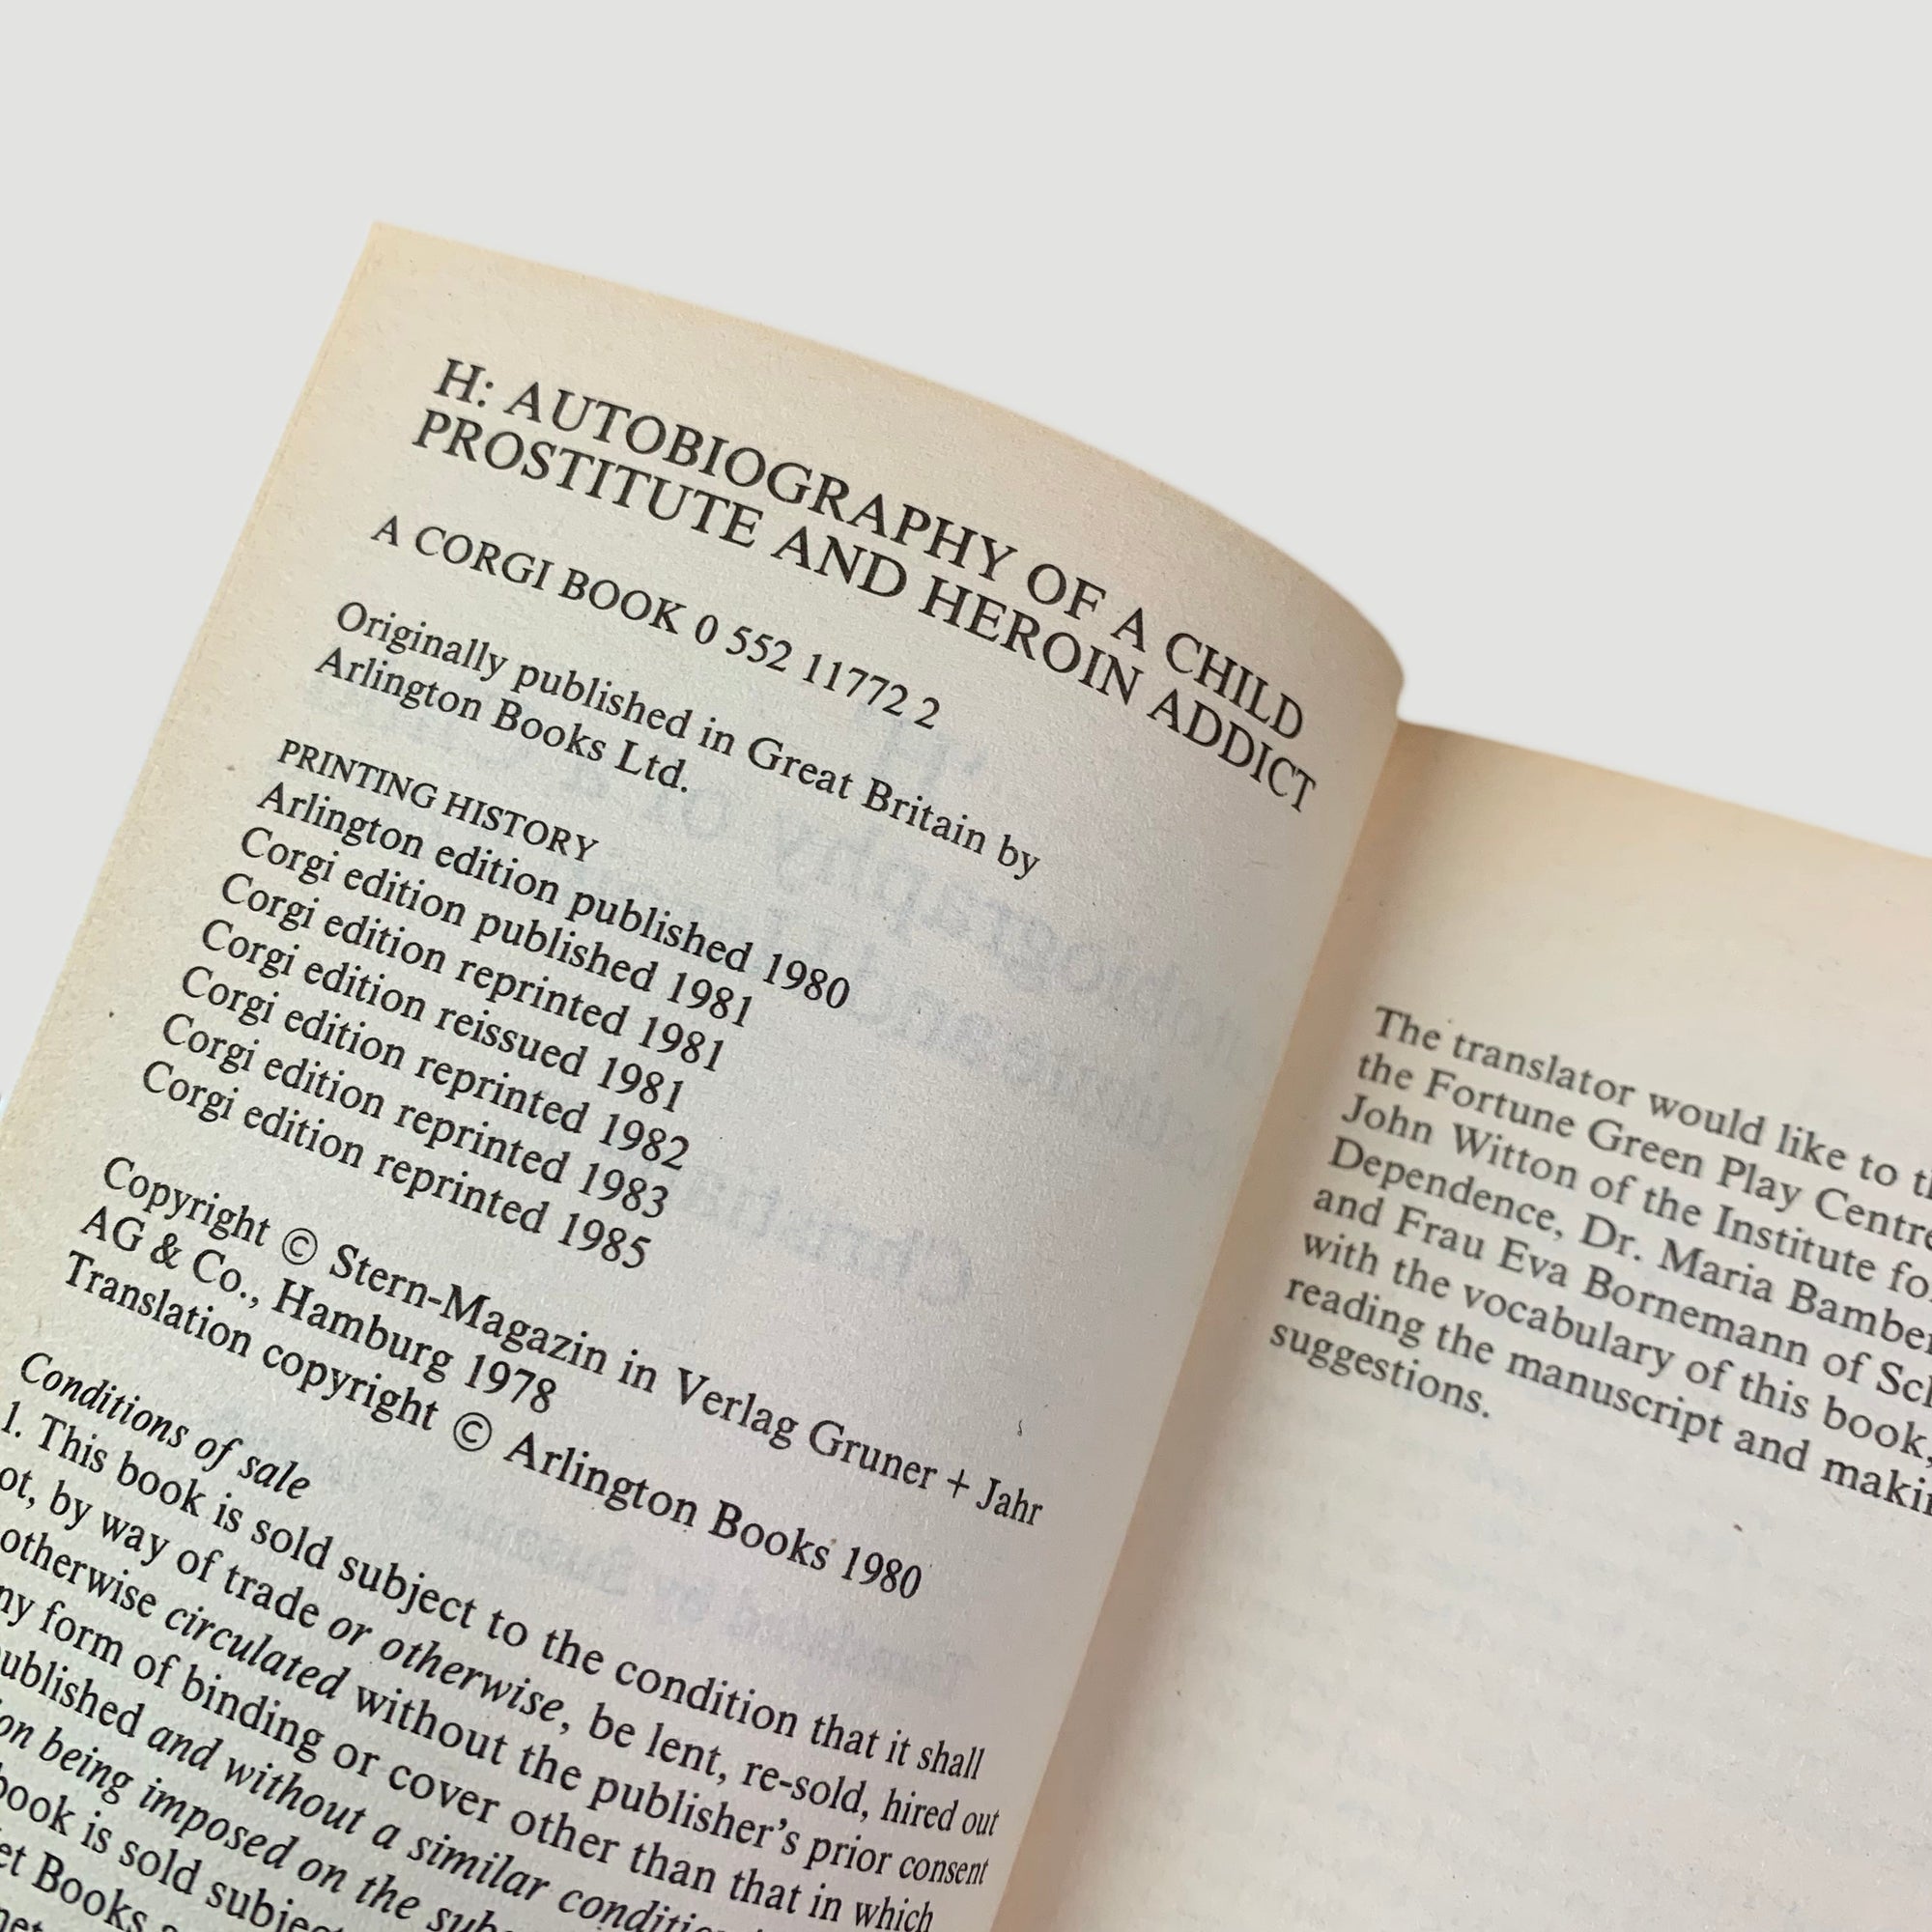 H: AUTOBIOGRAPHY OF A CHILD
PROSTITUTE AND HEROIN ADDICT
A CORGI BOOK 0 552 11772 2
Originally published in Great Britain by
Arlington Books Ltd.
PRINTING HISTORY
Arlington edition published 1980
Corgi edition published 1981
Corgi edition reprinted 1981
Corgi edition reissued 1981
Corgi edition reprinted 1982
Corgi edition reprinted 1983
Corgi edition reprinted 1985
Copyright © Stern-Magazin in Verlag Gruner + Jahr
AG & Co., Hamburg 1978
Translation copyright © Arlington Books 1980
Conditions of sale
1. This book is sold subject to the condition that it shall
ot, by way of trade or otherwise, be lent, re-sold, hired out
otherwise circulated without the publisher's prior consent
ny form of binding or cover other than that in which
ublished and without a similar condition
on being imposed on the
book is sold
Books
The translator would like to
the Fortune Green Play Centre
John Witton of the Institute
Dependence, Dr. Maria
and Frau Eva Bornemann of
with the vocabulary of this book,
reading the manuscript and
suggestions.